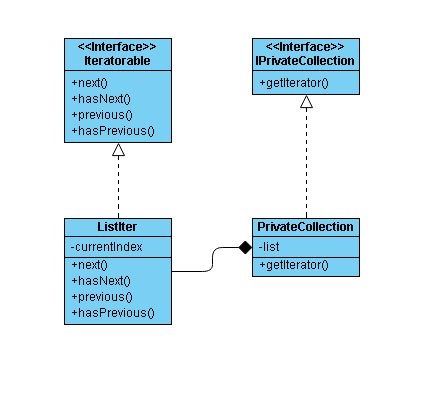 <<Interface>>
Iteratorable
+next()
+hasNext()
+previous()
+hasPrevious()
<<Interface>>
IPrivateCollection
+getIterator()
ListIter
-currentIndex
+next()
+hasNext()
+previous()
+hasPrevious()
PrivateCollection
-list
+getIterator()